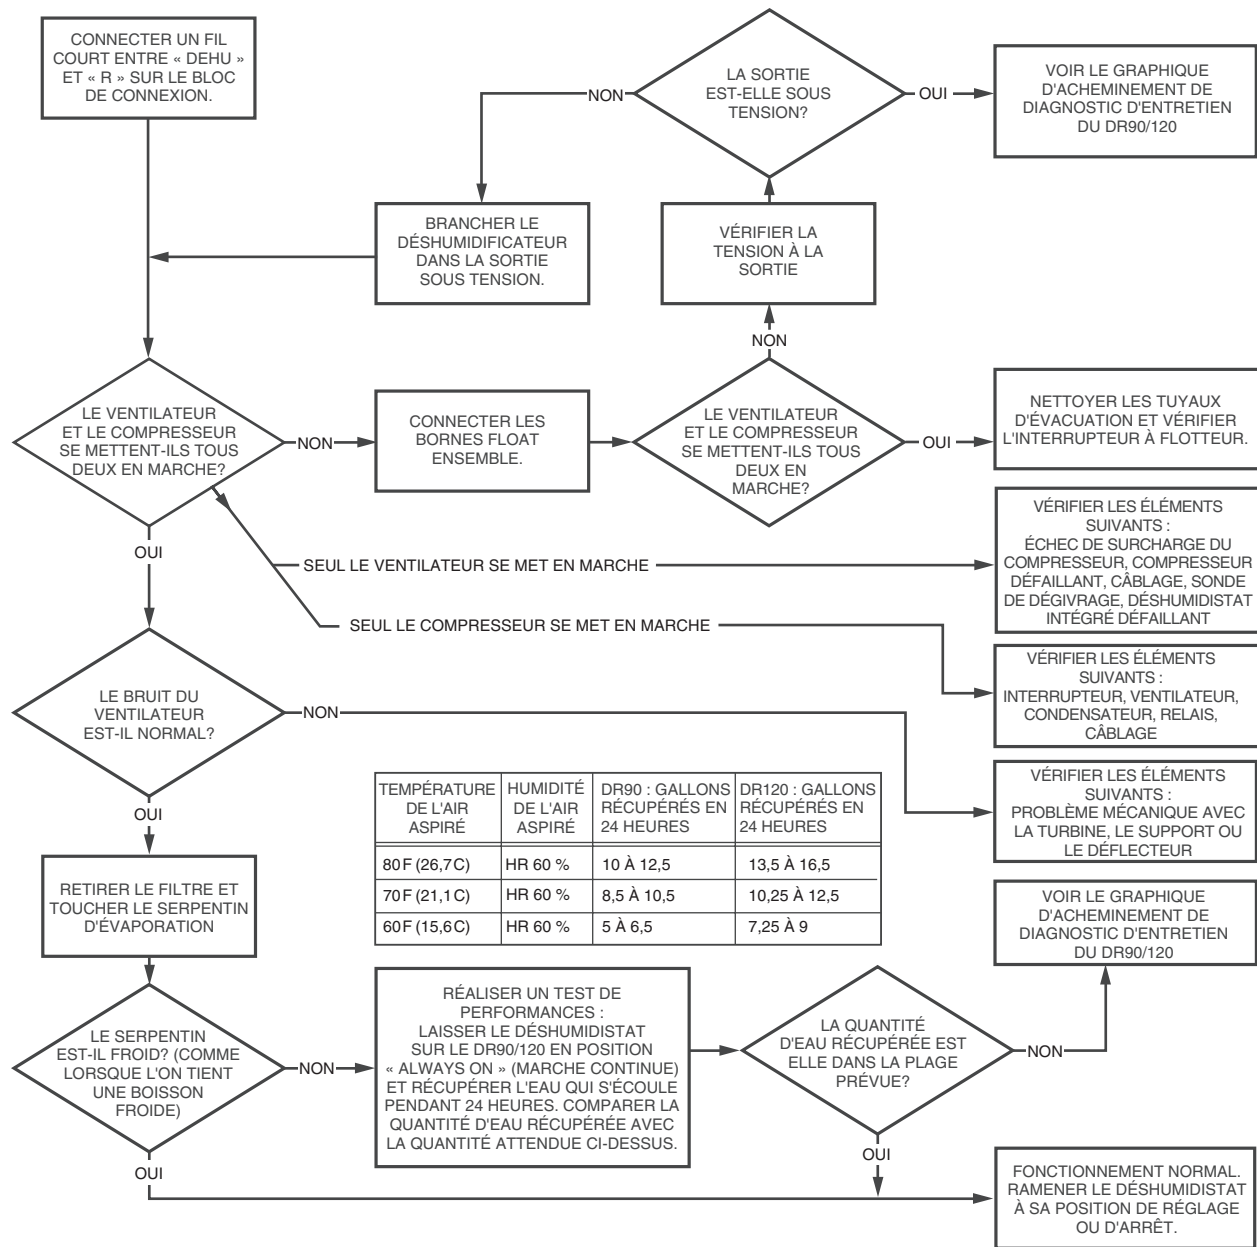 CONNECTER UN FIL
COURT ENTRE « DEHU »
ET « R » SUR LE BLOC
DE CONNEXION.
LA SORTIE
EST-ELLE SOUS
TENSION?
NON
OUI
VOIR LE GRAPHIQUE
D'ACHEMINEMENT DE
DIAGNOSTIC D'ENTRETIEN
DU DR90/120
BRANCHER LE
DÉSHUMIDIFICATEUR
DANS LA SORTIE
SOUS TENSION.
VÉRIFIER LA
TENSION À LA
SORTIE
NON
LE VENTILATEUR
ET LE COMPRESSEUR
SE METTENT-ILS TOUS
DEUX EN MARCHE?
NON
CONNECTER LES
BORNES FLOAT
ENSEMBLE.
LE VENTILATEUR
ET LE COMPRESSEUR
SE METTENT-ILS TOUS
DEUX EN
MARCHE?
OUI
NETTOYER LES TUYAUX
D'ÉVACUATION ET VÉRIFIER
L'INTERRUPTEUR À FLOTTEUR.
OUI
SEUL LE VENTILATEUR SE MET EN MARCHE
VÉRIFIER LES ÉLÉMENTS
SUIVANTS :
ÉCHEC DE SURCHARGE DU
COMPRESSEUR, COMPRESSEUR
DÉFAILLANT, CÂBLAGE, SONDE
DE DÉGIVRAGE, DÉSHUMIDISTAT
INTÉGRÉ DÉFAILLANT
SEUL LE COMPRESSEUR SE MET EN MARCHE
VÉRIFIER LES ÉLÉMENTS
SUIVANTS :
INTERRUPTEUR, VENTILATEUR,
CONDENSATEUR, RELAIS,
CÂBLAGE
LE BRUIT DU
VENTILATEUR
EST-IL NORMAL?
NON
VÉRIFIER LES ÉLÉMENTS
SUIVANTS :
PROBLÈME MÉCANIQUE AVEC
LA TURBINE, LE SUPPORT OU
LE DÉFLECTEUR
OUI
TEMPÉRATURE
DE L'AIR
ASPIRÉ
HUMIDITÉ
DE L'AIR
ASPIRÉ
DR90 : GALLONS
RÉCUPÉRÉS EN
24 HEURES
DR120 : GALLONS
RÉCUPÉRÉS EN
24 HEURES
80 F (26,7 C) HR 60 % 10 À 12,5 13,5 À 16,5
70 F (21,1 C) HR 60 % 8,5 À 10,5 10,25 À 12,5
60 F (15,6 C) HR 60 % 5 À 6,5 7,25 À 9
RETIRER LE FILTRE ET
TOUCHER LE SERPENTIN
D'ÉVAPORATION
VOIR LE GRAPHIQUE
D'ACHEMINEMENT DE
DIAGNOSTIC D'ENTRETIEN
DU DR90/120
LE SERPENTIN
EST-IL FROID? (COMME
LORSQUE L'ON TIENT
UNE BOISSON
FROIDE)
NON
RÉALISER UN TEST DE
PERFORMANCES :
LAISSER LE DÉSHUMIDISTAT
SUR LE DR90/120 EN POSITION
« ALWAYS ON » (MARCHE CONTINUE)
ET RÉCUPÉRER L'EAU QUI S'ÉCOULE
PENDANT 24 HEURES. COMPARER LA
QUANTITÉ D'EAU RÉCUPÉRÉE AVEC
LA QUANTITÉ ATTENDUE CI-DESSUS.
LA QUANTITÉ
D'EAU RÉCUPÉRÉE EST
ELLE DANS LA PLAGE
PRÉVUE?
NON
OUI
OUI
FONCTIONNEMENT NORMAL.
RAMENER LE DÉSHUMIDISTAT
À SA POSITION DE RÉGLAGE
OU D'ARRÊT.